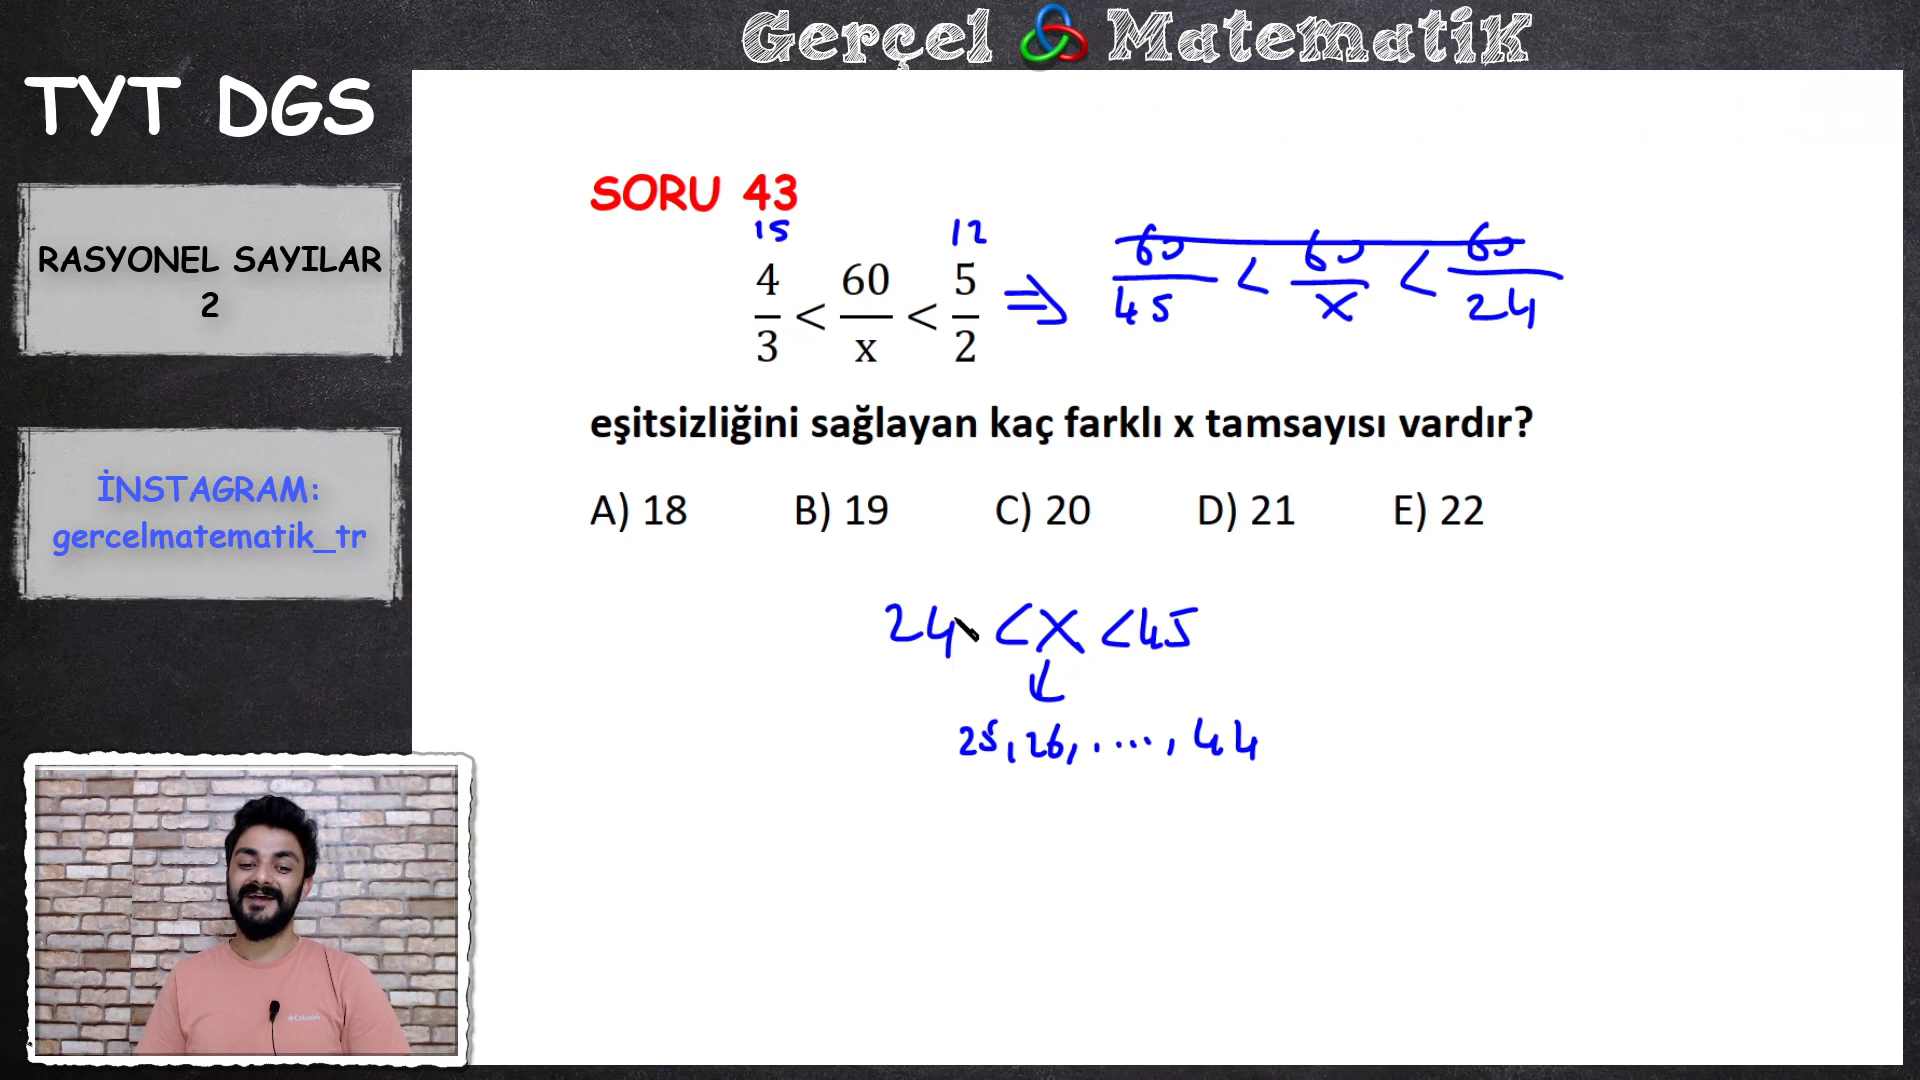 Gerçel Matematik
TYT DGS
RASYONEL SAYILAR
2
İNSTAGRAM:
gercelmatematik_tr
SORU 43
15 12
4/3 < 60/x < 5/2 ⇒ 60/45 < 60/x < 60/24
eşitsizliğini sağlayan kaç farklı x tamsayısı vardır?
A) 18 B) 19 C) 20 D) 21 E) 22
24 < x < 45
↓
25, 26, ...., 44
Columbia